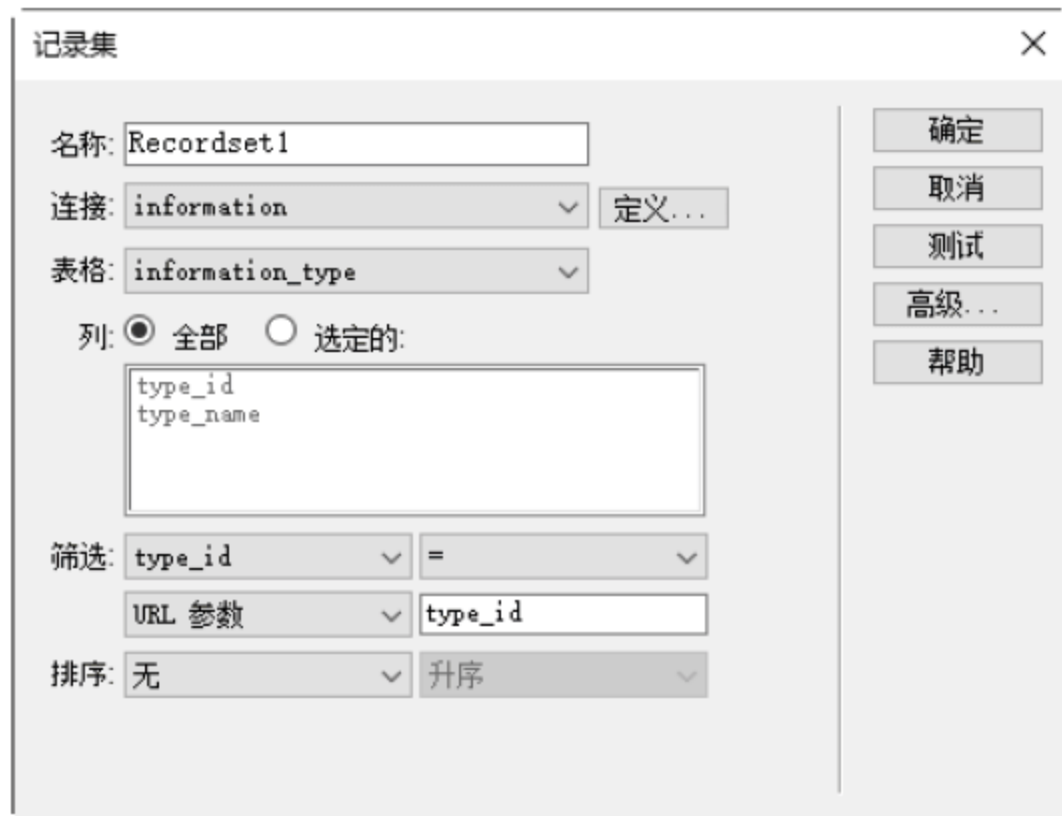 记录集
名称: Recordset1
连接: information 定义...
表格: information_type
列: 全部 选定的:
type_id
type_name
筛选: type_id =
URL 参数 type_id
排序: 无 升序
确定
取消
测试
高级...
帮助